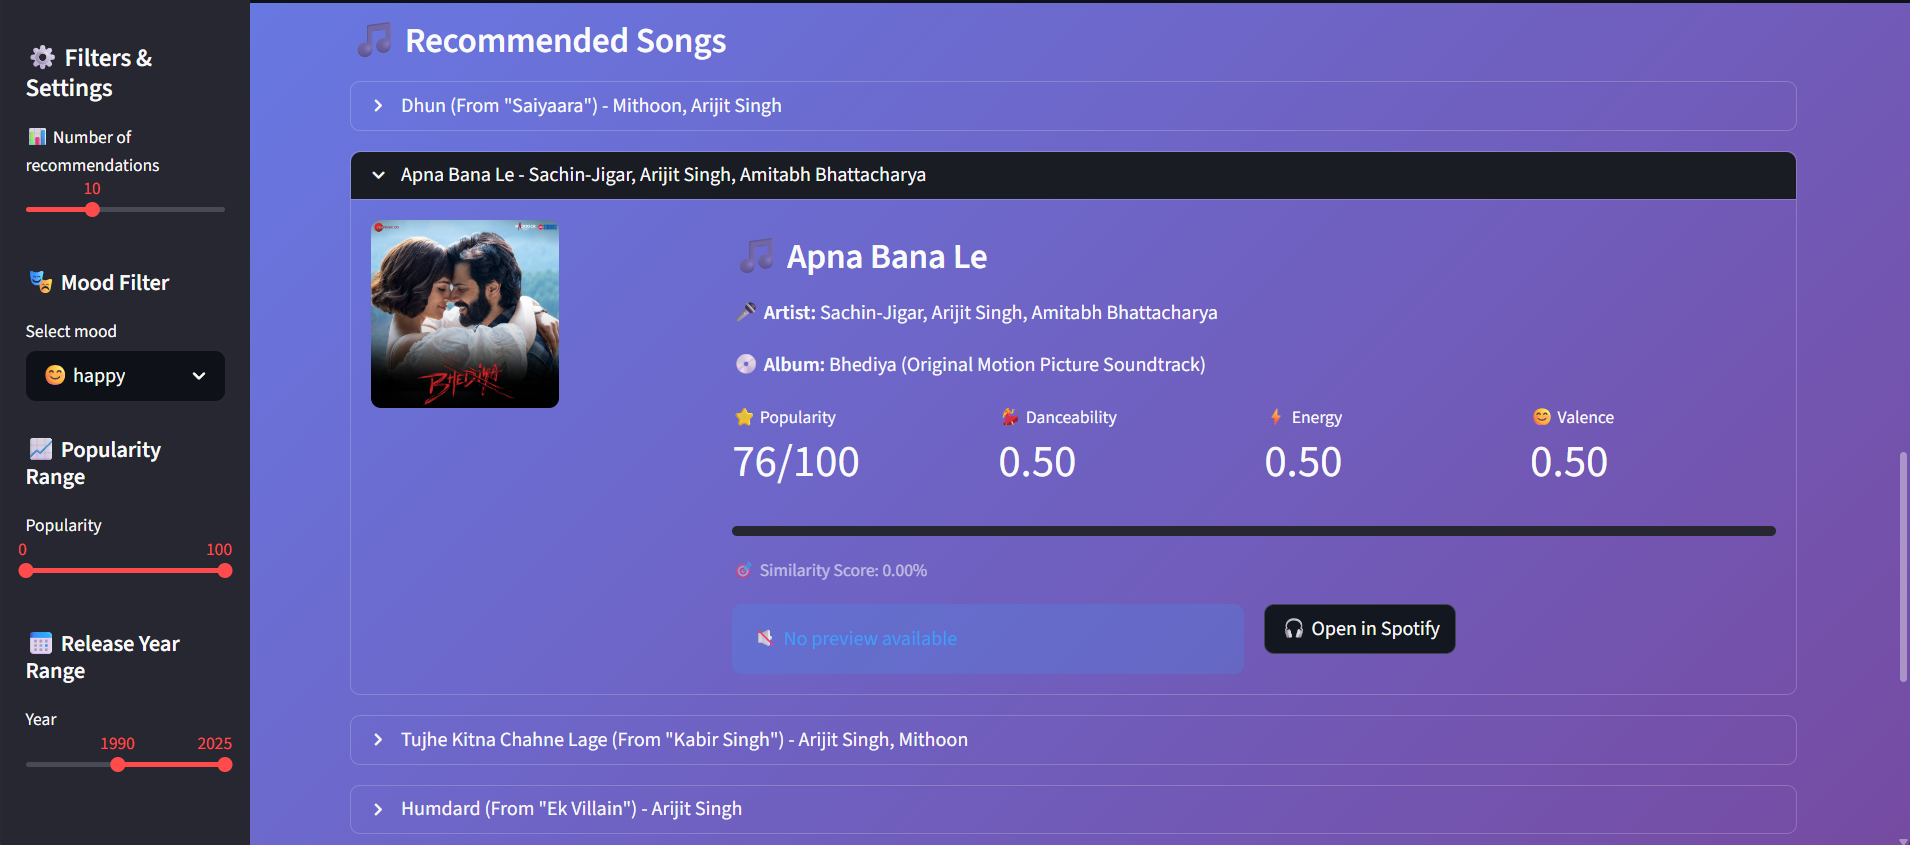 Filters &
Settings
Number of
recommendations
10
Mood Filter
Select mood
happy
Popularity
Range
Popularity
0 100
Release Year
Range
Year
1990 2025
Recommended Songs
Dhun (From "Saiyaara") - Mithoon, Arijit Singh
Apna Bana Le - Sachin-Jigar, Arijit Singh, Amitabh Bhattacharya
BHEDIYA
Apna Bana Le
Artist: Sachin-Jigar, Arijit Singh, Amitabh Bhattacharya
Album: Bhediya (Original Motion Picture Soundtrack)
Popularity Danceability Energy Valence
76/100 0.50 0.50 0.50
Similarity Score: 0.00%
No preview available
Open in Spotify
Tujhe Kitna Chahne Lage (From "Kabir Singh") - Arijit Singh, Mithoon
Humdard (From "Ek Villain") - Arijit Singh